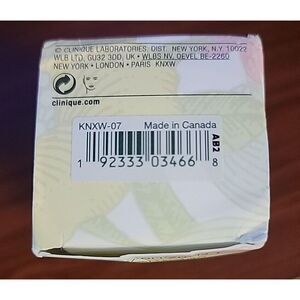 © CLINIQUE LABORATORIES, DIST. NEW YORK, N.Y. 10022
WLB LTD, GU32 3DD, UK • WLBS NV, OEVEL BE-2260
NEW YORK • LONDON • PARIS KNXW
clinique.com
KNXW-07 Made in Canada
AB2
1 92333 03466 8